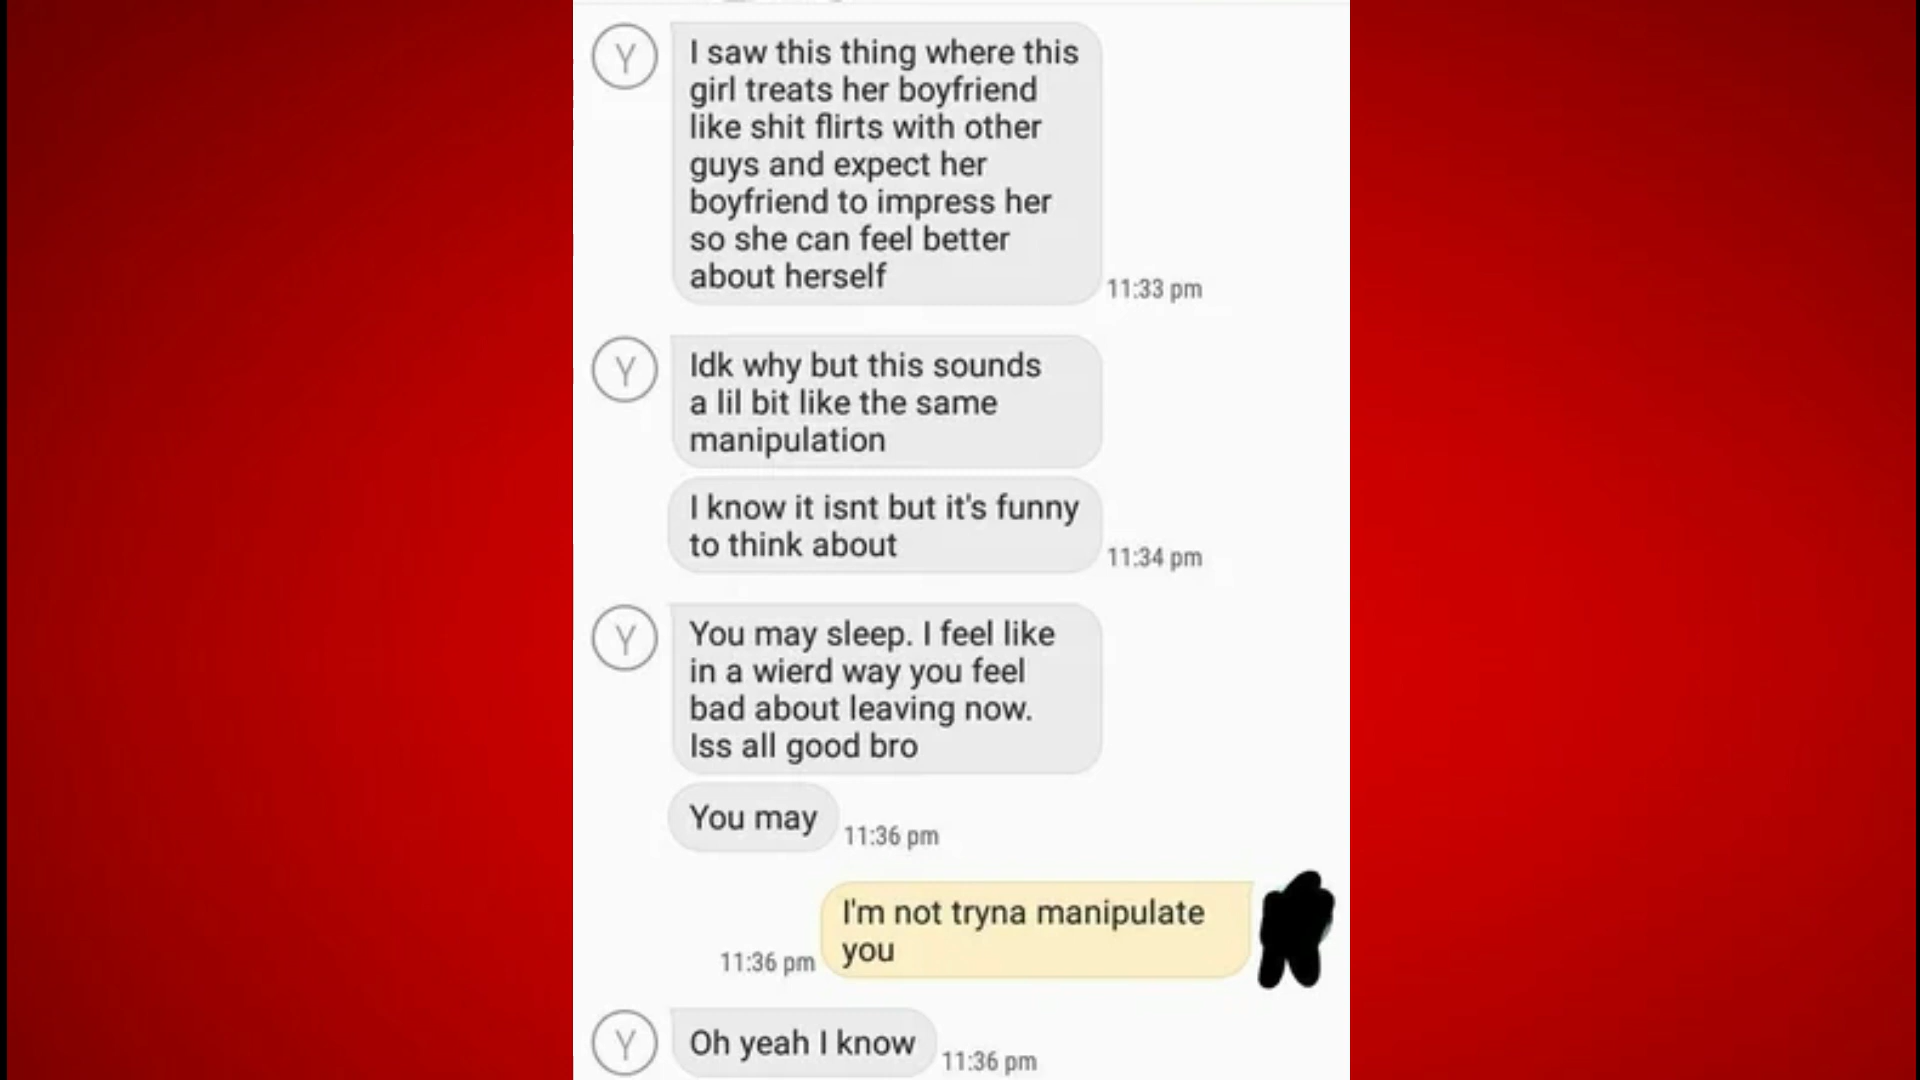 Y
I saw this thing where this
girl treats her boyfriend
like shit flirts with other
guys and expect her
boyfriend to impress her
so she can feel better
about herself
11:33 pm
Y
Idk why but this sounds
a lil bit like the same
manipulation
I know it isnt but it's funny
to think about
11:34 pm
Y
You may sleep. I feel like
in a wierd way you feel
bad about leaving now.
Iss all good bro
You may
11:36 pm
I'm not tryna manipulate
you
11:36 pm
Y
Oh yeah I know
11:36 pm